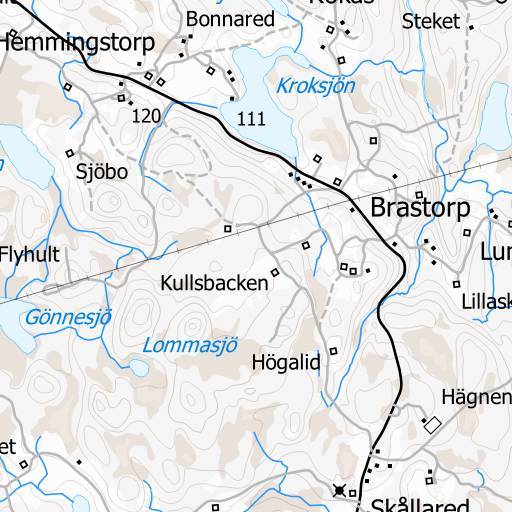 Bonnared
Steket
Hemmingstorp
Kroksjön
120
111
Sjöbo
Brastorp
Flyhult
Kullsbacken
Lillask
Gönnesjö
Lommasjö
Högalid
Hägnen
Skållared